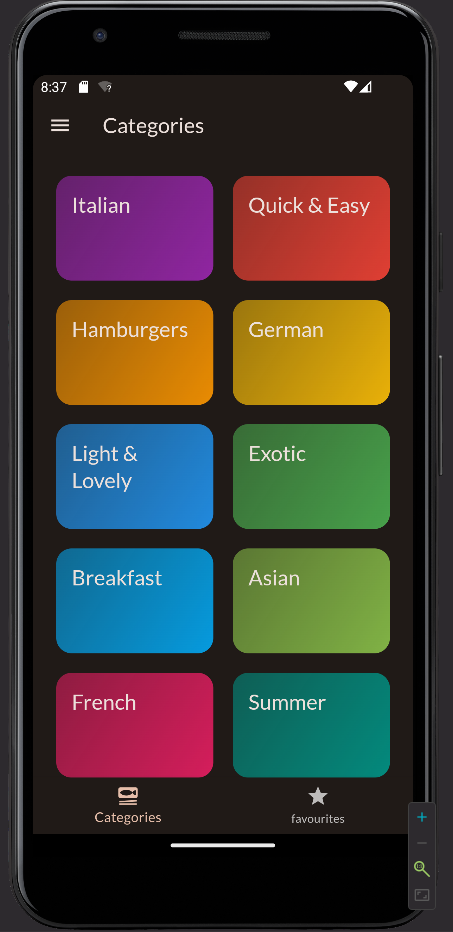 8:37
Categories
Italian
Quick & Easy
Hamburgers
German
Light &
Lovely
Exotic
Breakfast
Asian
French
Summer
Categories
favourites